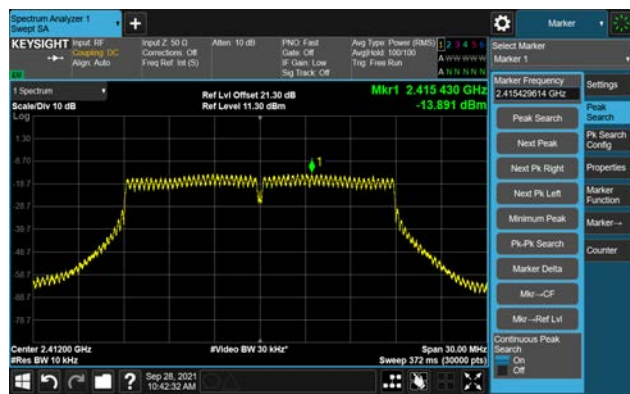 Spectrum Analyzer 1
Swept SA
Marker
KEYSIGHT
Input: RF
Coupling: DC
Align: Auto
Input Z: 50 Ω
Corrections: Off
Freq Ref: Int (S)
Atten: 10 dB
PNO: Fast
Gate: Off
IF Gain: Low
Sig Track: Off
Avg Type: Power (RMS)
Avg|Hold: 100/100
Trig: Free Run
1 2 3 4 5 6
A W W W W W
A N N N N N
Select Marker
Marker 1
1 Spectrum
Scale/Div 10 dB
Log
Ref Lvl Offset 21.30 dB
Ref Level 11.30 dBm
Mkr1 2.415 430 GHz
-13.891 dBm
1
1.30
-8.70
-18.7
-28.7
-38.7
-48.7
-58.7
-68.7
-78.7
Center 2.41200 GHz
#Res BW 10 kHz
#Video BW 30 kHz*
Span 30.00 MHz
Sweep 372 ms (30000 pts)
Marker Frequency
2.415429614 GHz
Peak Search
Next Peak
Next Pk Right
Next Pk Left
Minimum Peak
Pk-Pk Search
Marker Delta
Mkr→CF
Mkr→Ref Lvl
Continuous Peak
Search
On
Off
Settings
Peak
Search
Pk Search
Config
Properties
Marker
Function
Marker→
Counter
?
Sep 28, 2021
10:42:32 AM